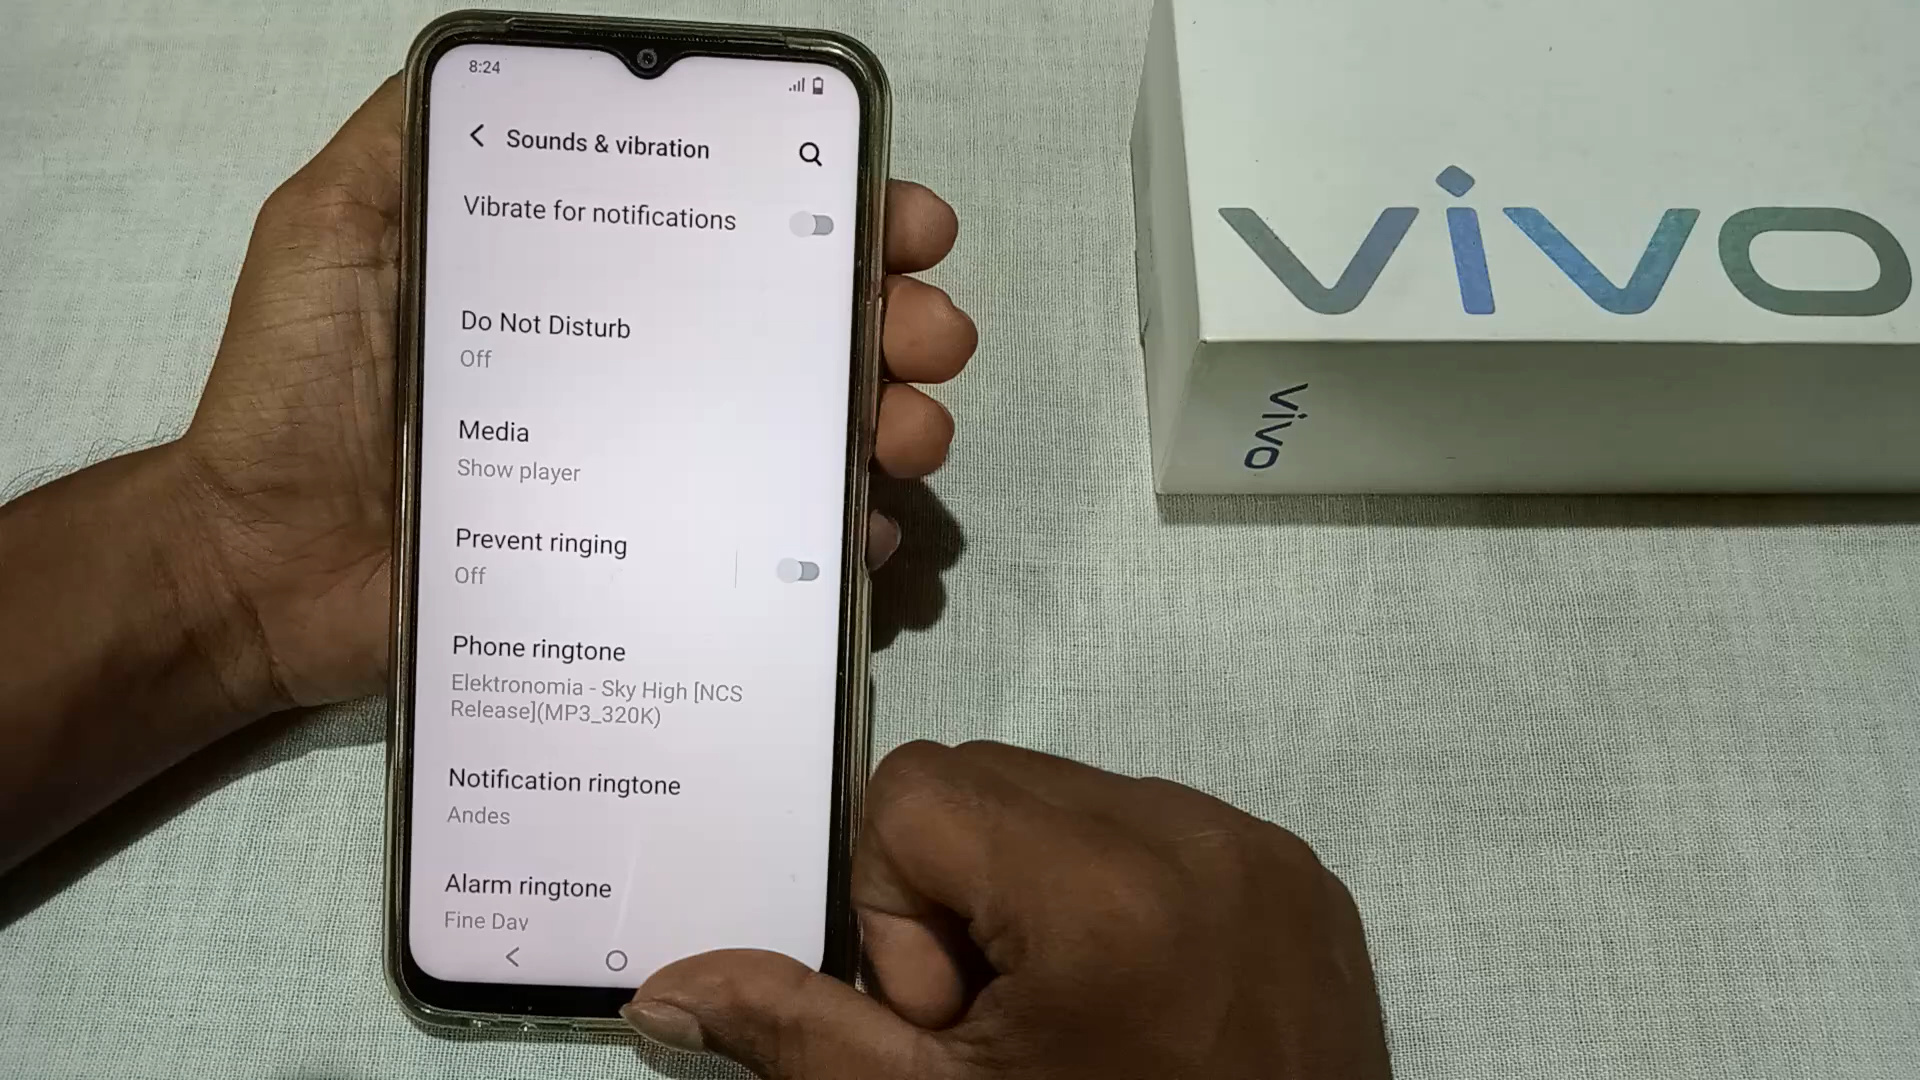 8:24
Sounds & vibration
Vibrate for notifications
Do Not Disturb
Off
Media
Show player
Prevent ringing
Off
Phone ringtone
Elektronomia - Sky High [NCS
Release](MP3_320K)
Notification ringtone
Andes
Alarm ringtone
Fine Day
vivo
vivo